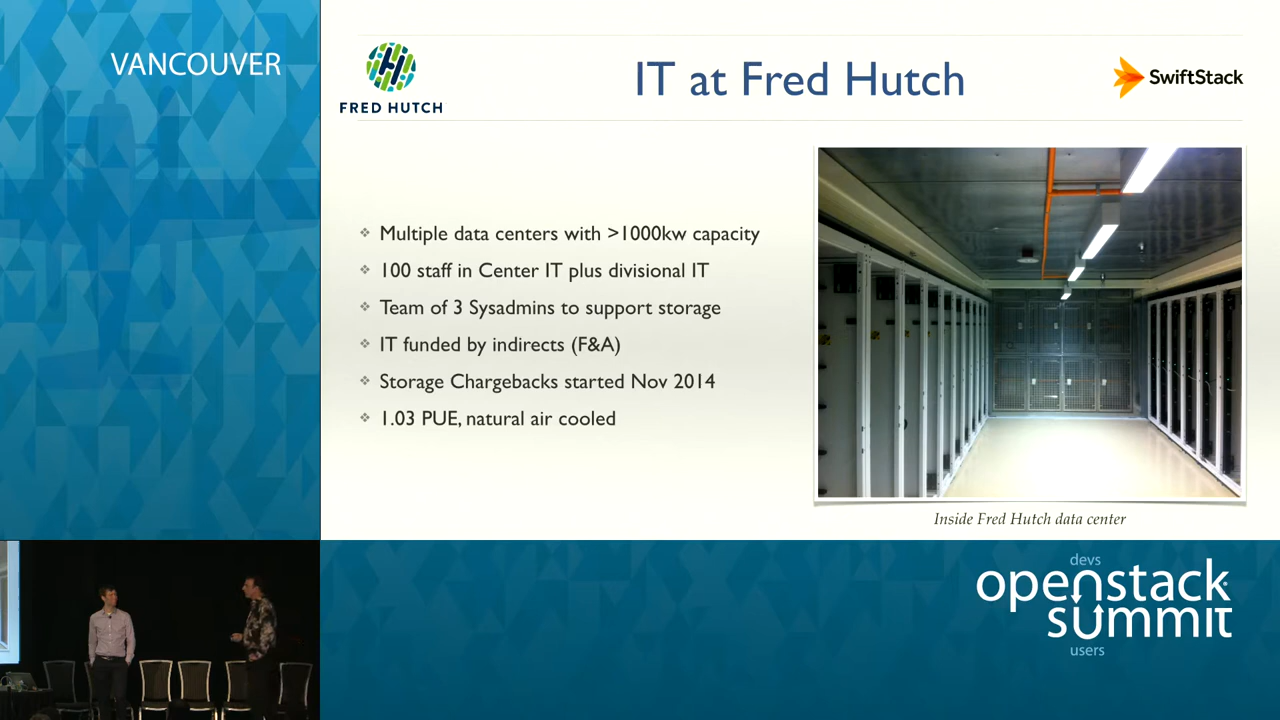 VANCOUVER
FRED HUTCH
IT at Fred Hutch
SwiftStack
Multiple data centers with >1000kw capacity
100 staff in Center IT plus divisional IT
Team of 3 Sysadmins to support storage
IT funded by indirects (F&A)
Storage Chargebacks started Nov 2014
1.03 PUE, natural air cooled
Inside Fred Hutch data center
devs
openstack
summit
users